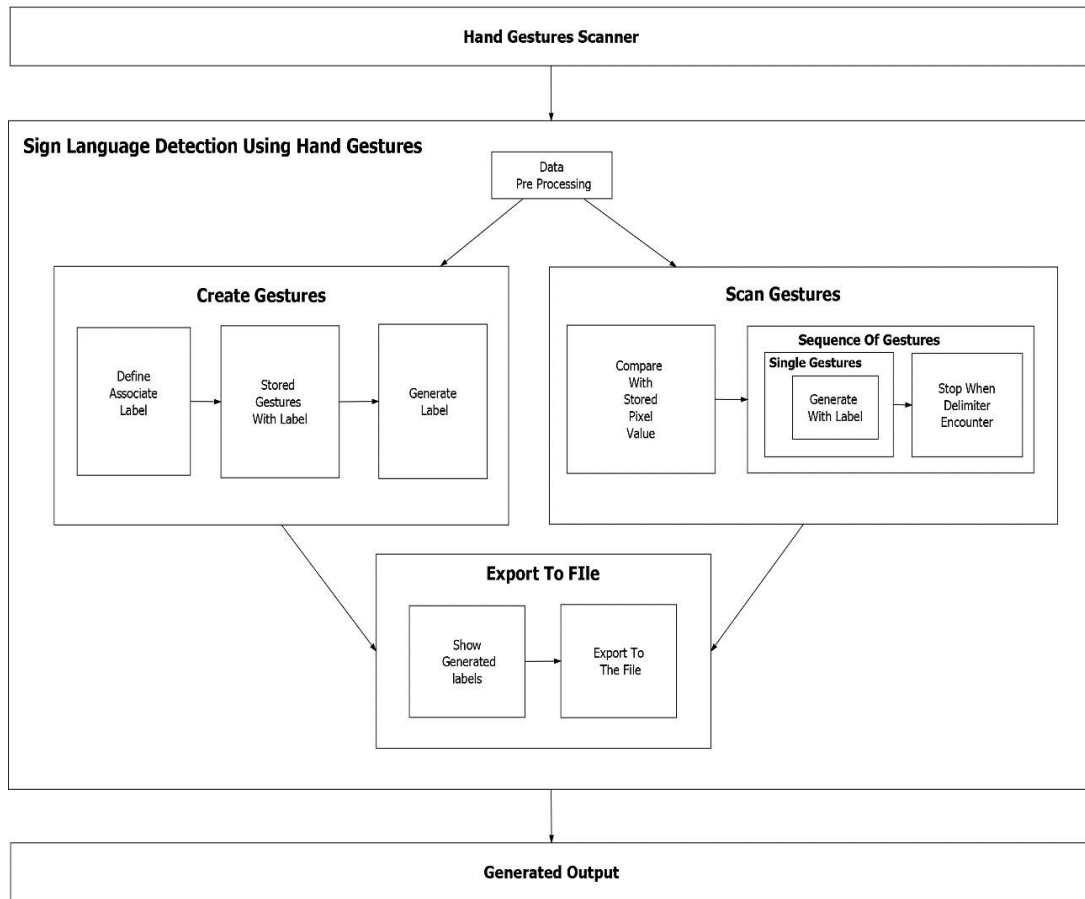 Hand Gestures Scanner
Sign Language Detection Using Hand Gestures
Data
Pre Processing
Create Gestures
Define
Associate
Label
Stored
Gestures
With Label
Generate
Label
Scan Gestures
Compare
With
Stored
Pixel
Value
Sequence Of Gestures
Single Gestures
Generate
With Label
Stop When
Delimiter
Encounter
Export To FIle
Show
Generated
labels
Export To
The File
Generated Output